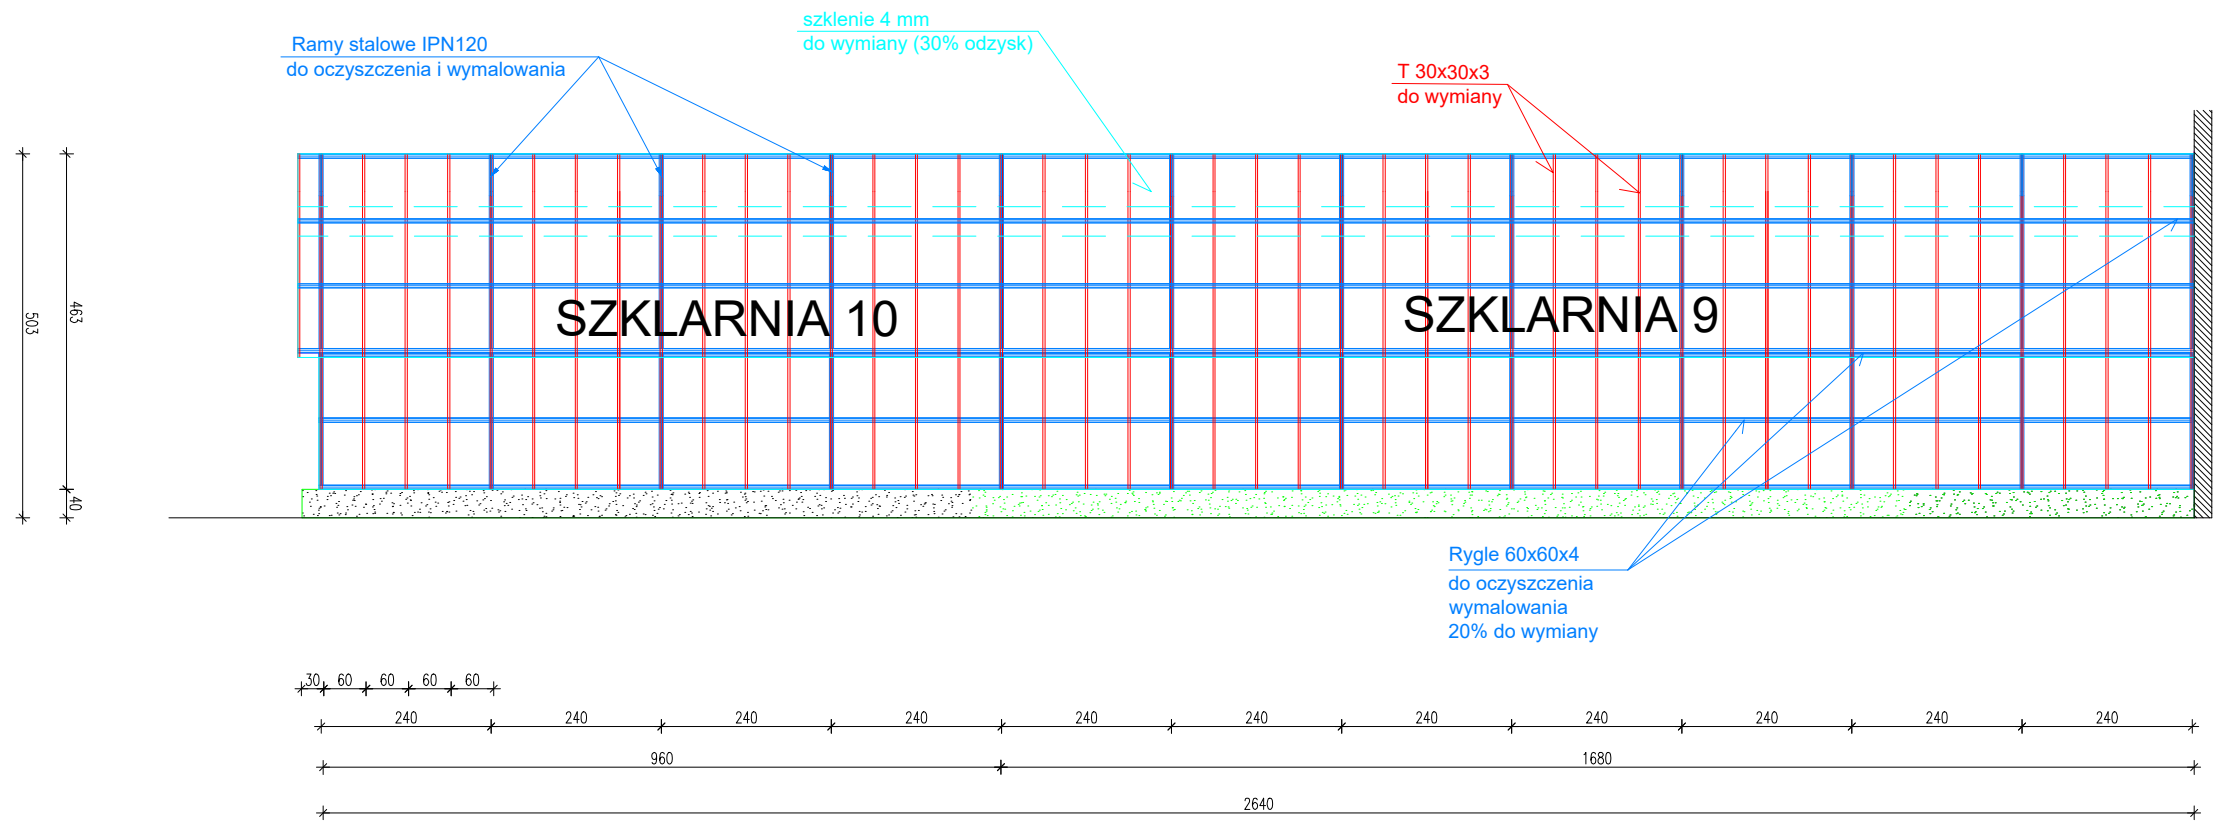 szklenie 4 mm
do wymiany (30% odzysk)
Ramy stalowe IPN120
do oczyszczenia i wymalowania
T 30x30x3
do wymiany
SZKLARNIA 10
SZKLARNIA 9
503
463
40
Rygle 60x60x4
do oczyszczenia
wymalowania
20% do wymiany
30 60 60 60 60
240 240 240 240 240 240 240 240 240 240 240
960 1680
2640